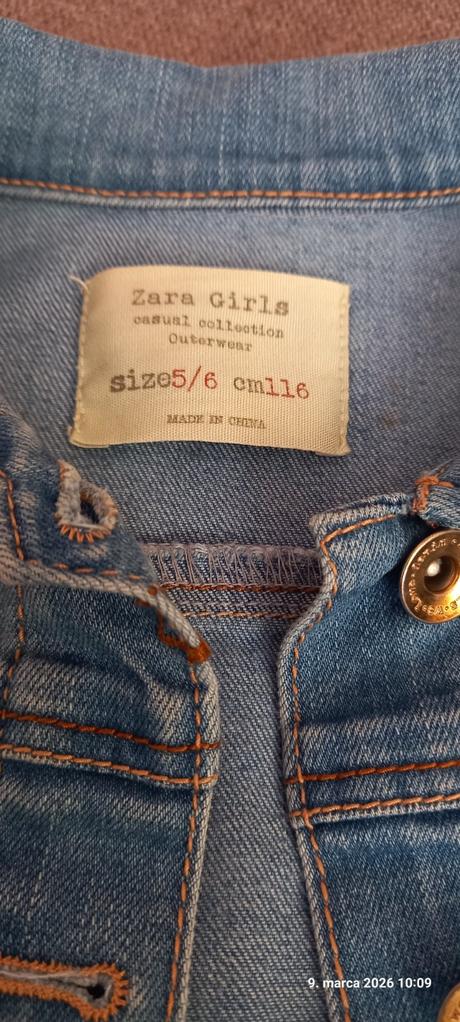 Zara Girls
casual collection
Outerwear
size5/6 cm116
MADE IN CHINA
9. marca 2026 10:09